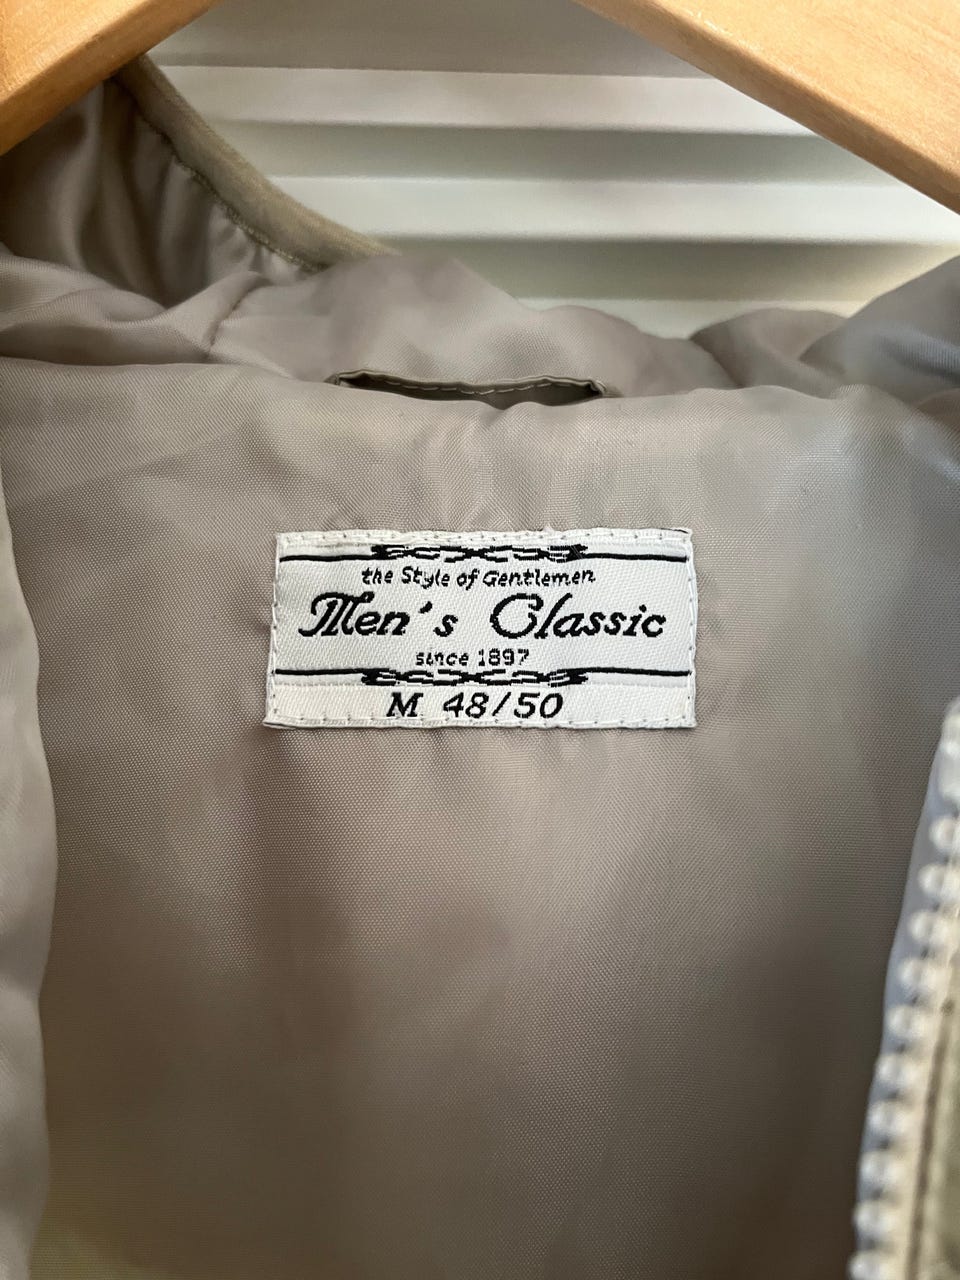 the Style of Gentlemen
Men's Classic
since 1897
M 48/50